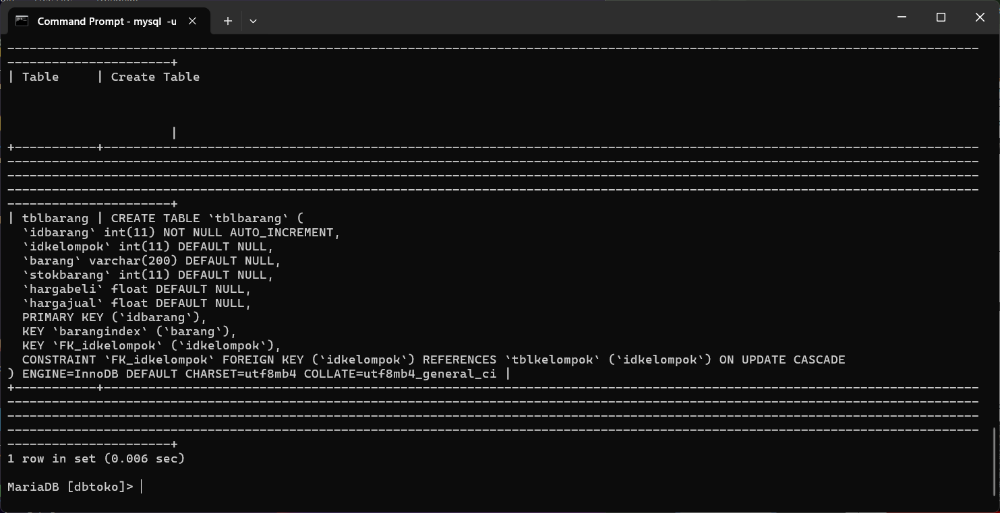 Command Prompt - mysql  -u
----------------------------------------------------------------------------------------------------------------------------------
----------------------+
| Table     | Create Table
|
+-----------+----------------------------------------------------------------------------------------------------------------------
-----------------------------------------------------------------------------------------------------------------------------------
-----------------------------------------------------------------------------------------------------------------------------------
-----------------------------------------------------------------------------------------------------------------------------------
----------------------+
| tblbarang | CREATE TABLE `tblbarang` (
  `idbarang` int(11) NOT NULL AUTO_INCREMENT,
  `idkelompok` int(11) DEFAULT NULL,
  `barang` varchar(200) DEFAULT NULL,
  `stokbarang` int(11) DEFAULT NULL,
  `hargabeli` float DEFAULT NULL,
  `hargajual` float DEFAULT NULL,
  PRIMARY KEY (`idbarang`),
  KEY `barangindex` (`barang`),
  KEY `FK_idkelompok` (`idkelompok`),
  CONSTRAINT `FK_idkelompok` FOREIGN KEY (`idkelompok`) REFERENCES `tblkelompok` (`idkelompok`) ON UPDATE CASCADE
) ENGINE=InnoDB DEFAULT CHARSET=utf8mb4 COLLATE=utf8mb4_general_ci |
+-----------+----------------------------------------------------------------------------------------------------------------------
-----------------------------------------------------------------------------------------------------------------------------------
-----------------------------------------------------------------------------------------------------------------------------------
-----------------------------------------------------------------------------------------------------------------------------------
----------------------+
1 row in set (0.006 sec)
MariaDB [dbtoko]>